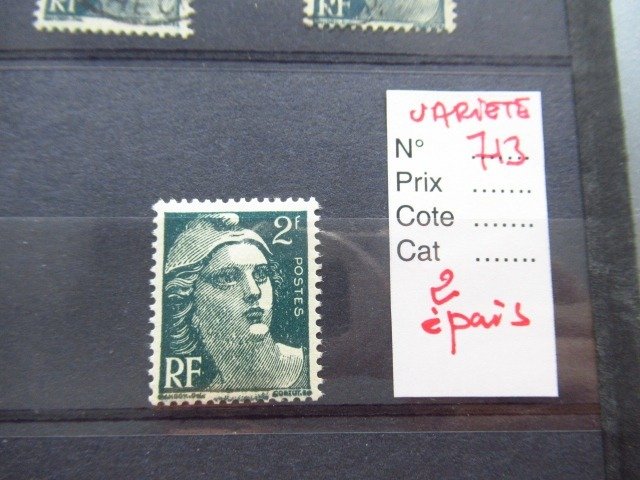 RF
RF
VARIETE
N° 713
Prix .......
Cote .......
Cat .......
2
épais
2F
POSTES
RF